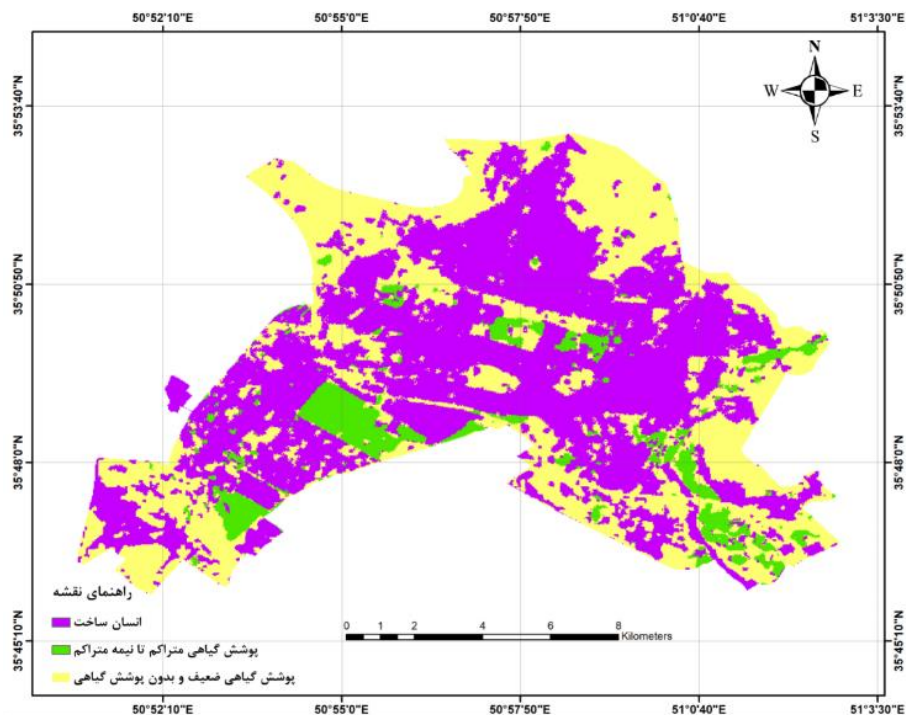 50°52'10"E 50°55'0"E 50°57'50"E 51°0'40"E 51°3'30"E
N
W E
S
35°53'40"N 35°53'40"N
35°50'50"N 35°50'50"N
35°48'0"N 35°48'0"N
35°45'10"N 35°45'10"N
راهنمای نقشه
انسان ساخت
پوشش گیاهی متراکم تا نیمه متراکم
پوشش گیاهی ضعیف و بدون پوشش گیاهی
0 1 2 4 6 8
Kilometers
50°52'10"E 50°55'0"E 50°57'50"E 51°0'40"E 51°3'30"E